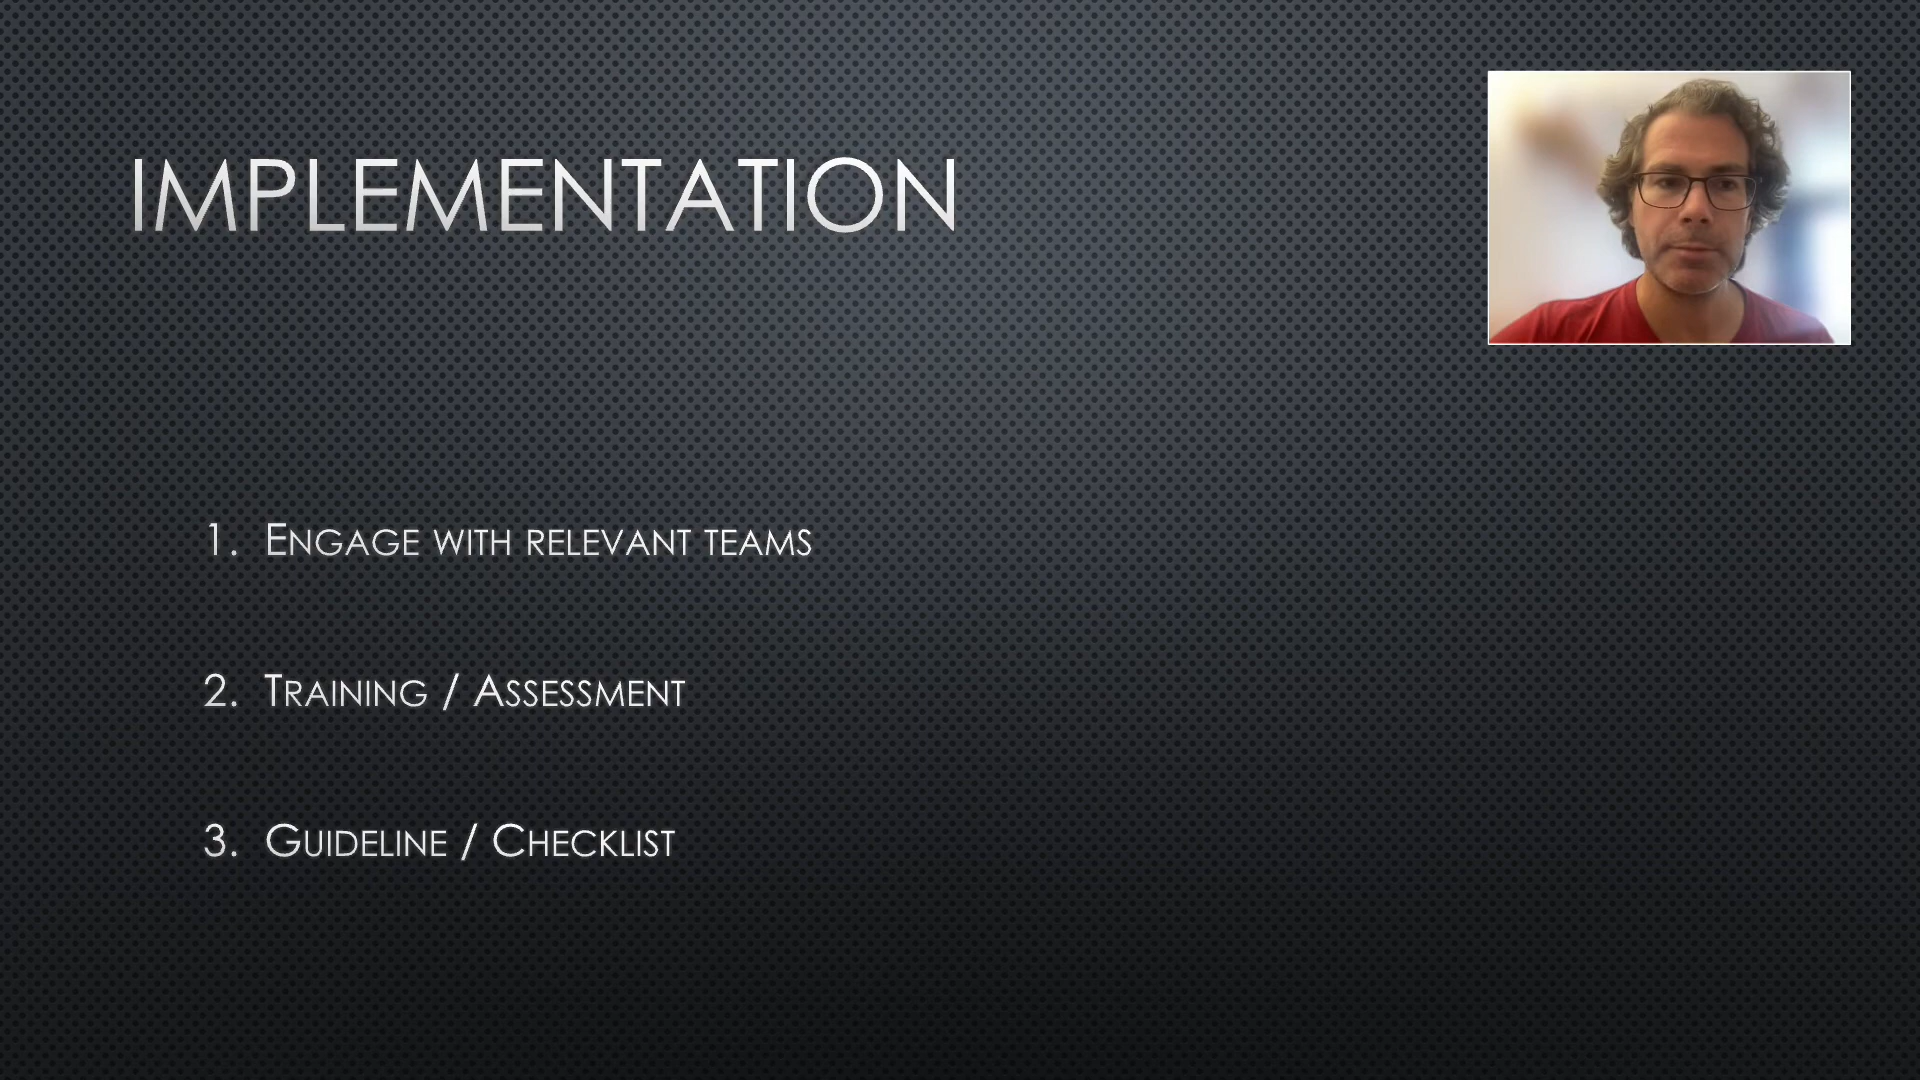 IMPLEMENTATION
1. ENGAGE WITH RELEVANT TEAMS
2. TRAINING / ASSESSMENT
3. GUIDELINE / CHECKLIST